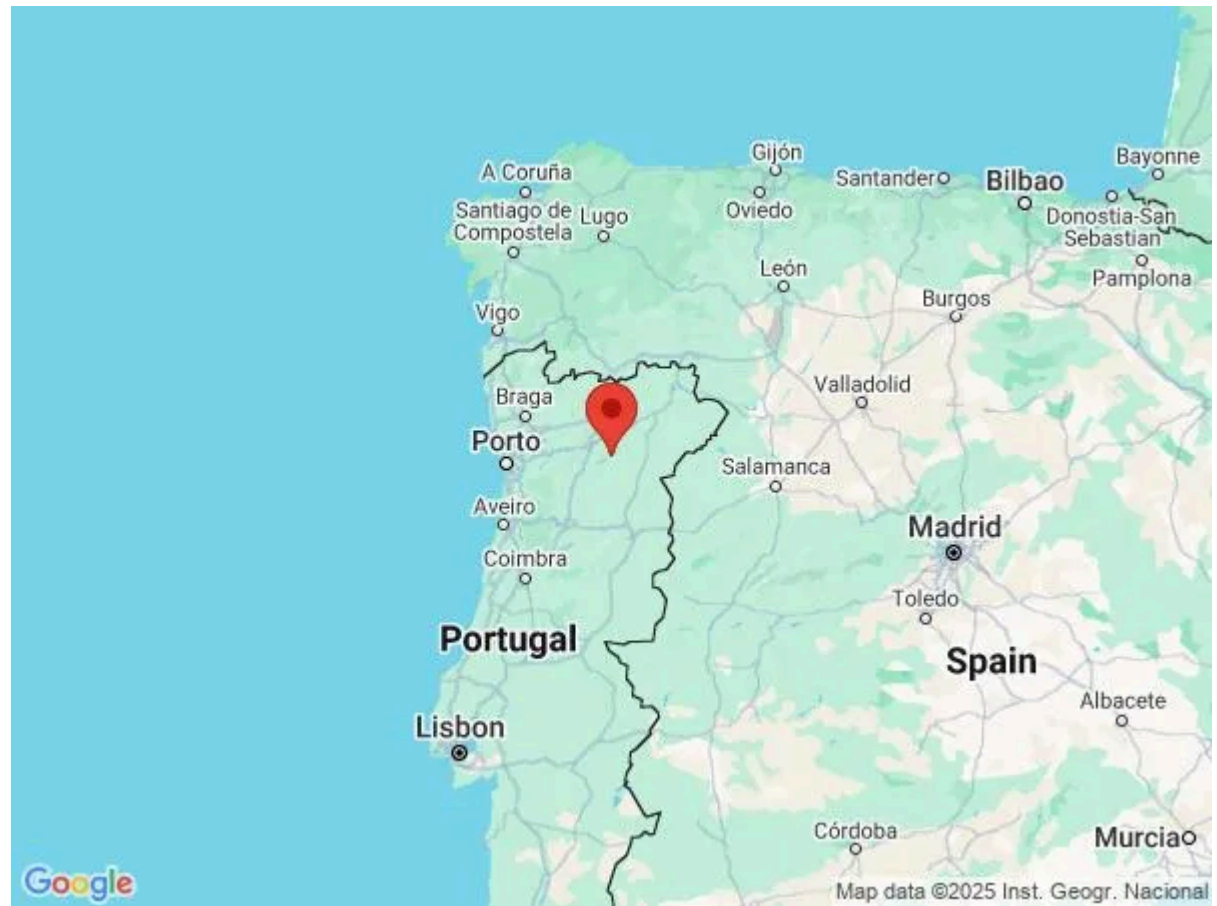 Gijón
Bayonne
A Coruña
Santander
Bilbao
Santiago de
Compostela
Lugo
Oviedo
Donostia-San
Sebastian
León
Pamplona
Vigo
Burgos
Braga
Valladolid
Porto
Salamanca
Aveiro
Madrid
Coimbra
Toledo
Portugal
Spain
Albacete
Lisbon
Córdoba
Murcia
Google
Map data ©2025 Inst. Geogr. Nacional